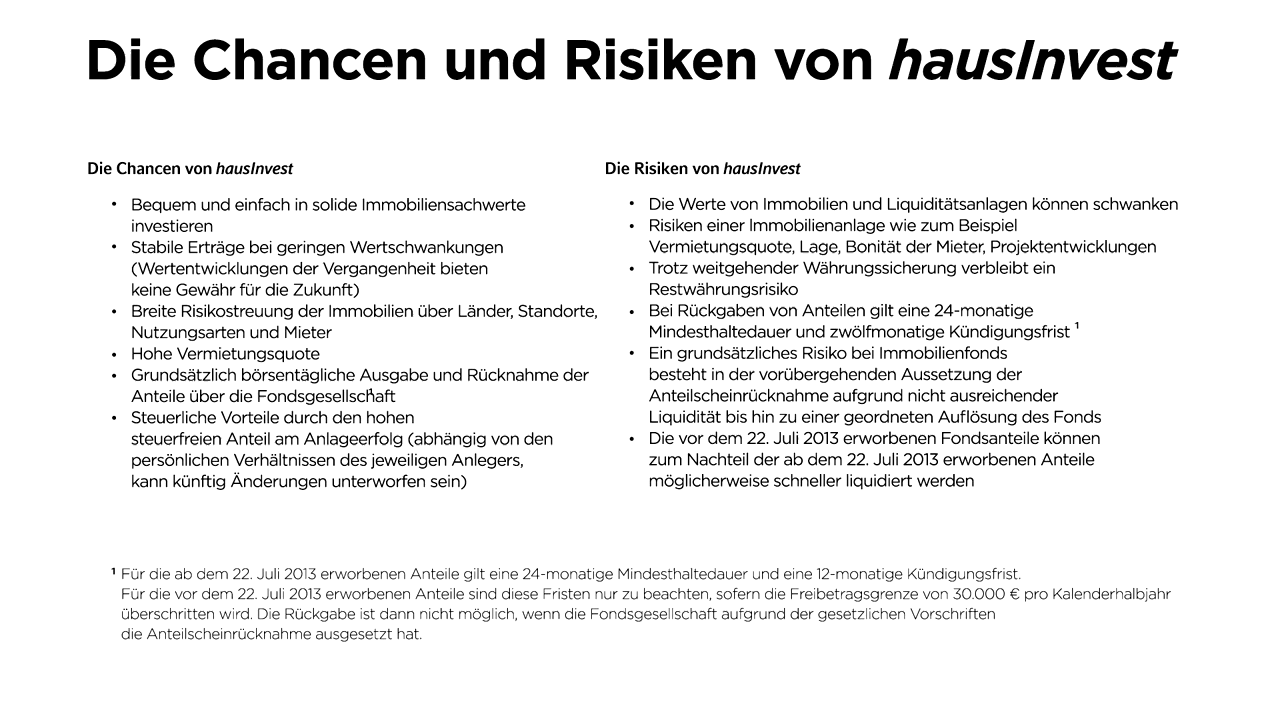 Die Chancen und Risiken von hausInvest
Die Chancen von hausInvest
• Bequem und einfach in solide Immobiliensachwerte
investieren
• Stabile Erträge bei geringen Wertschwankungen
(Wertentwicklungen der Vergangenheit bieten
keine Gewähr für die Zukunft)
• Breite Risikostreuung der Immobilien über Länder, Standorte,
Nutzungsarten und Mieter
• Hohe Vermietungsquote
• Grundsätzlich börsentägliche Ausgabe und Rücknahme der
Anteile über die Fondsgesellschaft¹
• Steuerliche Vorteile durch den hohen
steuerfreien Anteil am Anlageerfolg (abhängig von den
persönlichen Verhältnissen des jeweiligen Anlegers,
kann künftig Änderungen unterworfen sein)
Die Risiken von hausInvest
• Die Werte von Immobilien und Liquiditätsanlagen können schwanken
• Risiken einer Immobilienanlage wie zum Beispiel
Vermietungsquote, Lage, Bonität der Mieter, Projektentwicklungen
• Trotz weitgehender Währungssicherung verbleibt ein
Restwährungsrisiko
• Bei Rückgaben von Anteilen gilt eine 24-monatige
Mindesthaltedauer und zwölfmonatige Kündigungsfrist ¹
• Ein grundsätzliches Risiko bei Immobilienfonds
besteht in der vorübergehenden Aussetzung der
Anteilscheinrücknahme aufgrund nicht ausreichender
Liquidität bis hin zu einer geordneten Auflösung des Fonds
• Die vor dem 22. Juli 2013 erworbenen Fondsanteile können
zum Nachteil der ab dem 22. Juli 2013 erworbenen Anteile
möglicherweise schneller liquidiert werden
¹ Für die ab dem 22. Juli 2013 erworbenen Anteile gilt eine 24-monatige Mindesthaltedauer und eine 12-monatige Kündigungsfrist.
Für die vor dem 22. Juli 2013 erworbenen Anteile sind diese Fristen nur zu beachten, sofern die Freibetragsgrenze von 30.000 € pro Kalenderhalbjahr
überschritten wird. Die Rückgabe ist dann nicht möglich, wenn die Fondsgesellschaft aufgrund der gesetzlichen Vorschriften
die Anteilscheinrücknahme ausgesetzt hat.